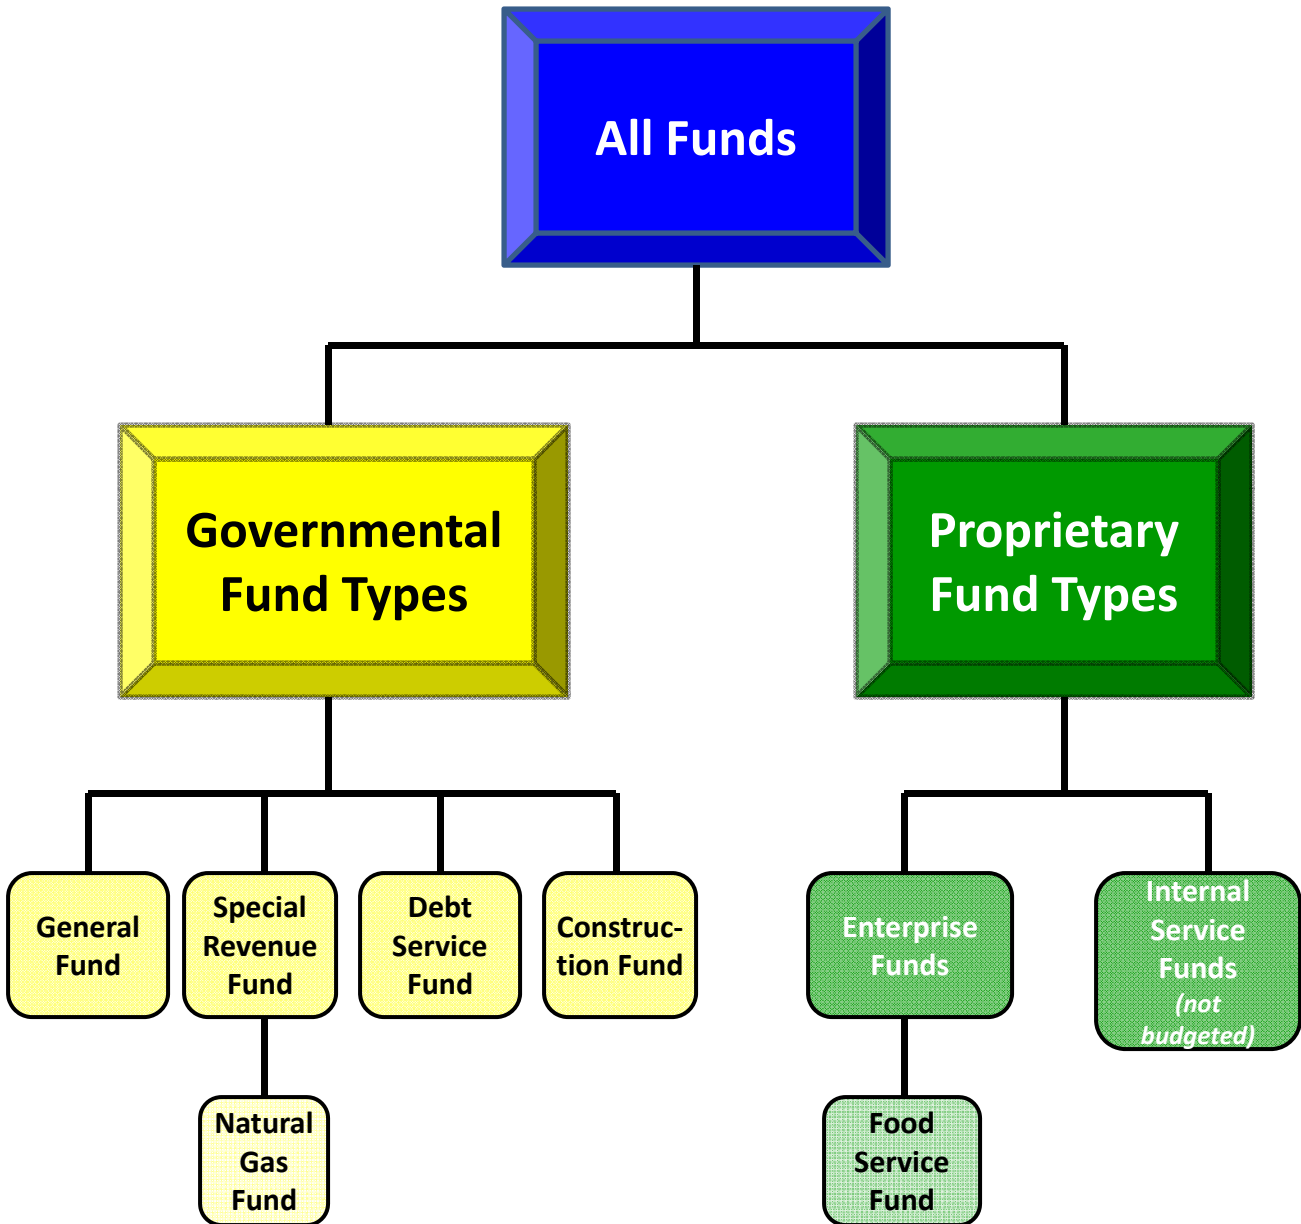 All Funds
Governmental
Fund Types
Proprietary
Fund Types
General
Fund
Special
Revenue
Fund
Debt
Service
Fund
Construc-
tion Fund
Enterprise
Funds
Internal
Service
Funds
(not
budgeted)
Natural
Gas
Fund
Food
Service
Fund